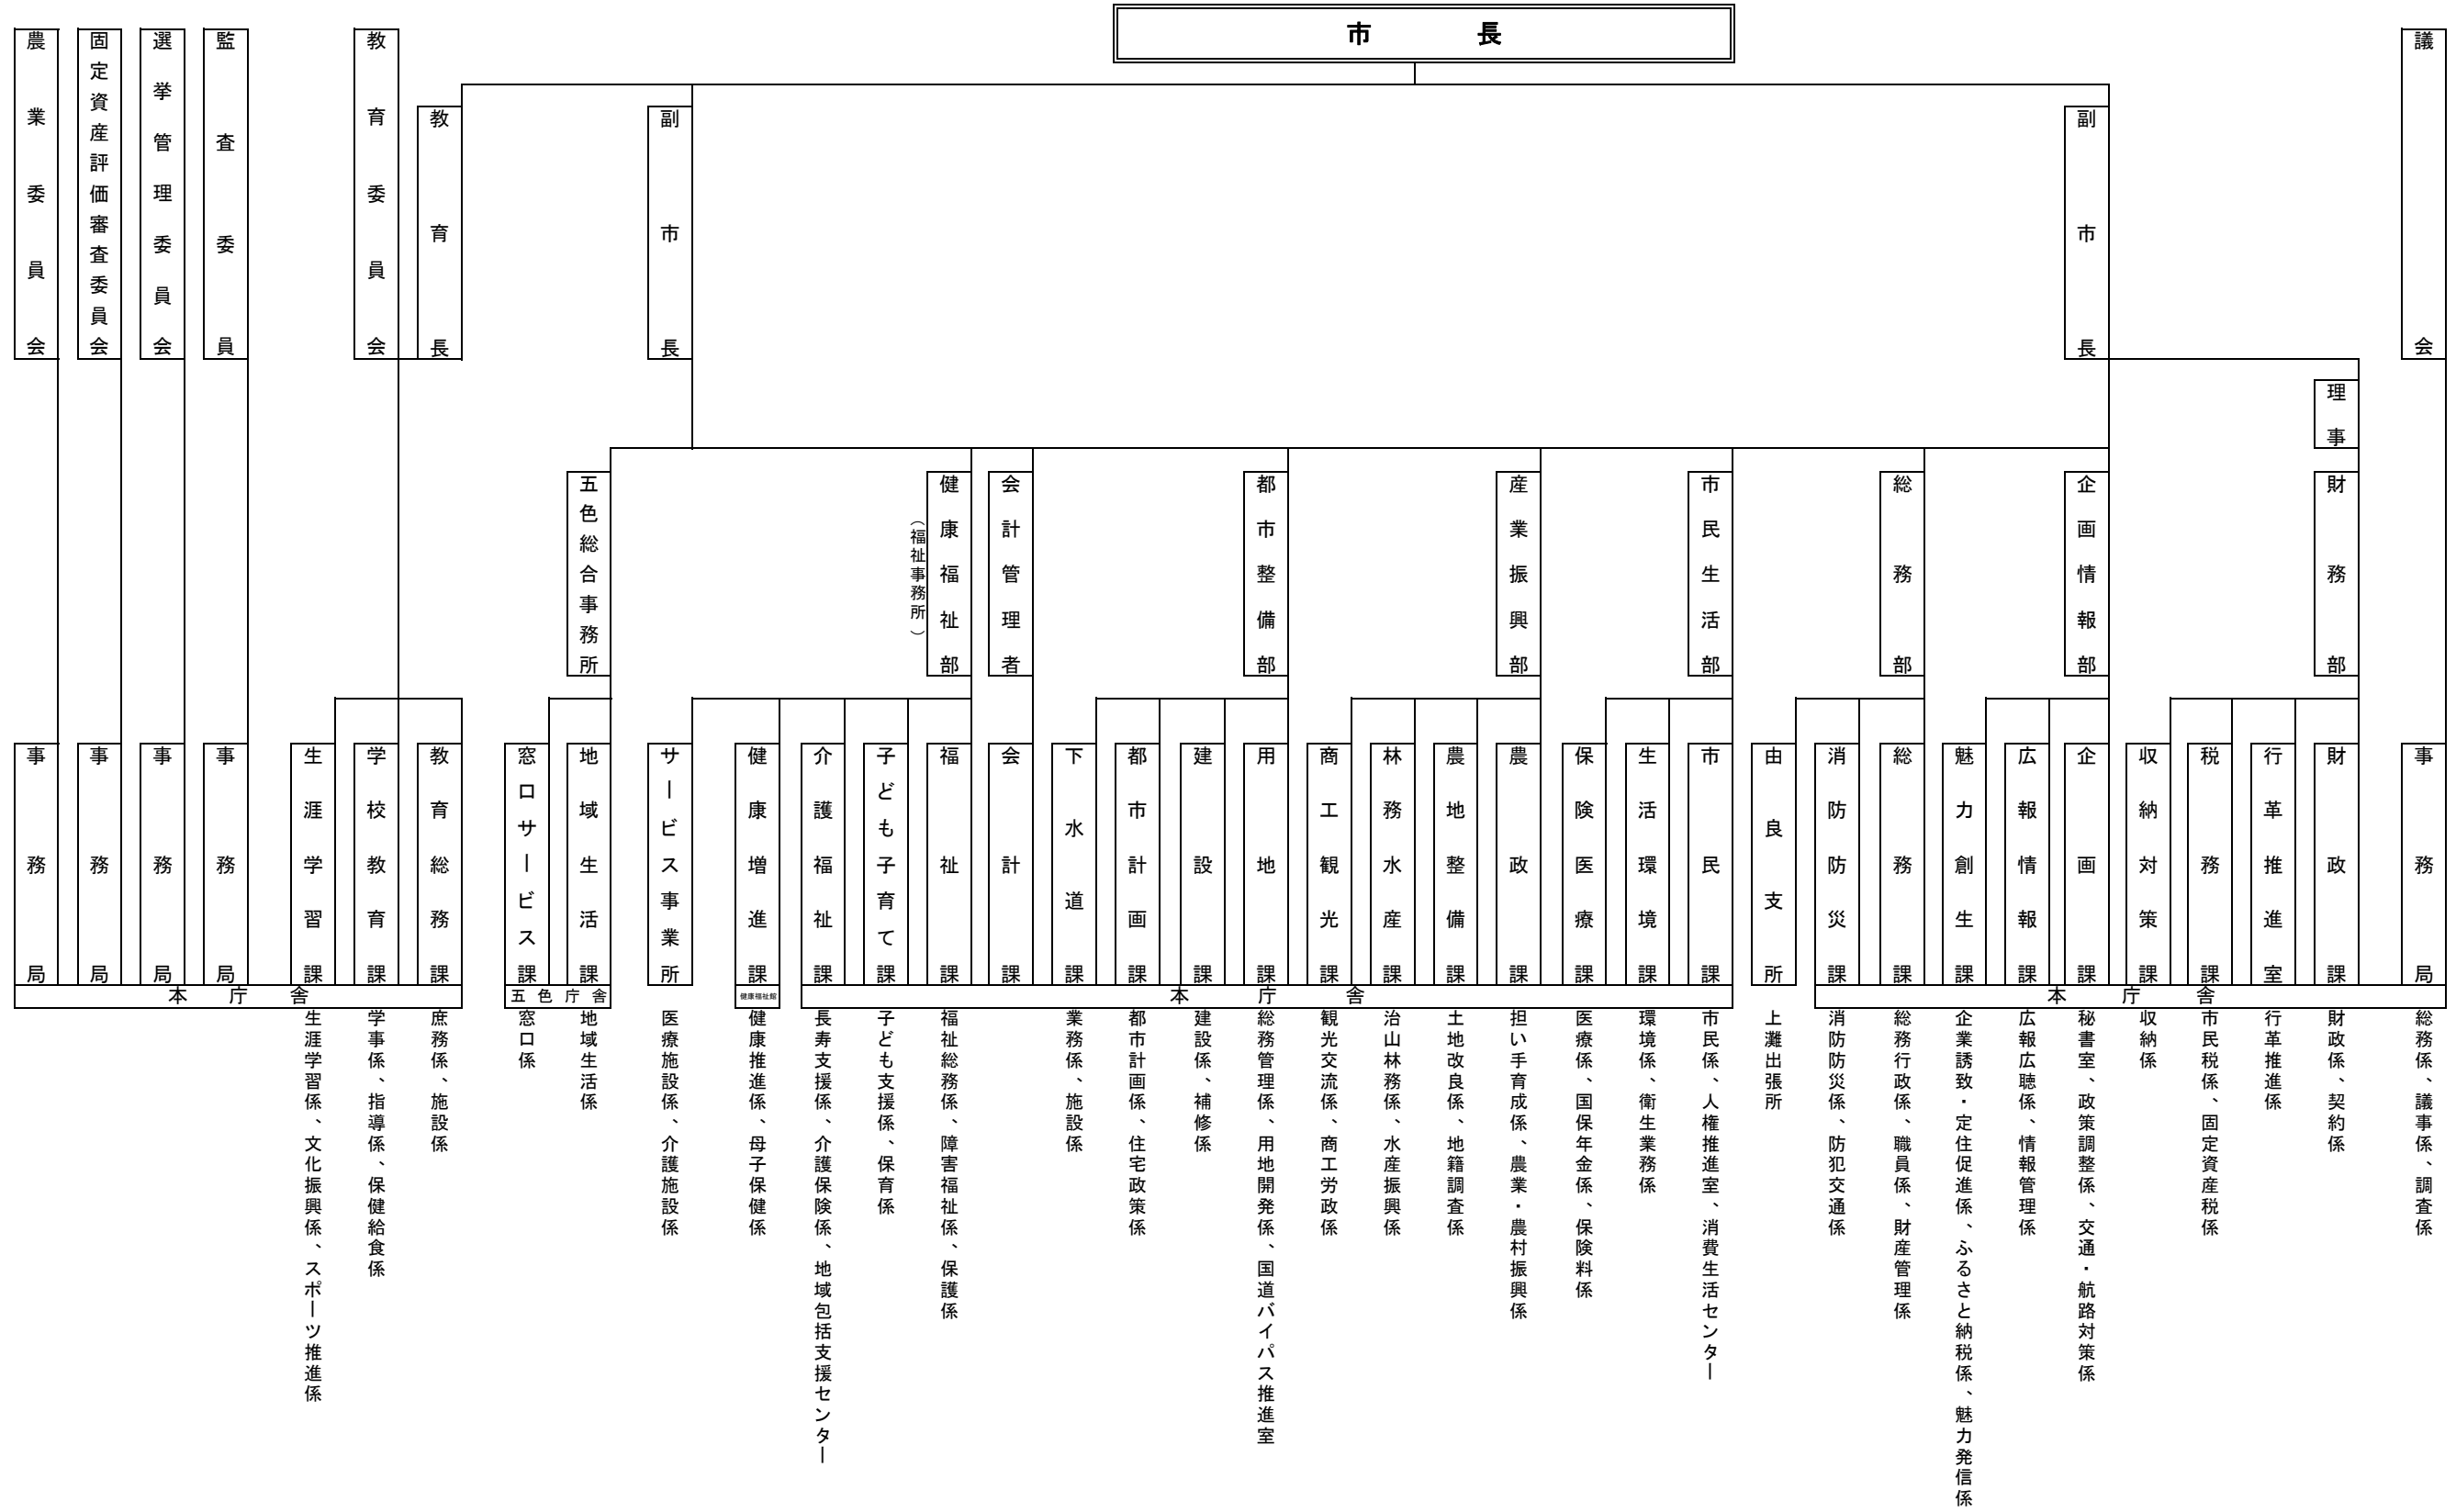 市長
議会
副市長
副市長
教育長
教育委員会
監査委員
選挙管理委員会
固定資産評価審査委員会
農業委員会
理事
財務部
企画情報部
総務部
市民生活部
産業振興部
都市整備部
会計管理者
健康福祉部
（福祉事務所）
五色総合事務所
事務局
財政課
行革推進室
税務課
収納対策課
企画課
広報情報課
魅力創生課
総務課
消防防災課
由良支所
市民課
生活環境課
保険医療課
農政課
農地整備課
林務水産課
商工観光課
用地課
建設課
都市計画課
下水道課
会計課
福祉課
子ども子育て課
介護福祉課
健康増進課
サービス事業所
地域生活課
窓口サービス課
教育総務課
学校教育課
生涯学習課
事務局
事務局
事務局
事務局
本庁舎
五色庁舎
健康福祉館
本庁舎
本庁舎
総務係、議事係、調査係
財政係、契約係
行革推進係
市民税係、固定資産税係
収納係
秘書室、政策調整係、交通・航路対策係
広報広聴係、情報管理係
企業誘致・定住促進係、ふるさと納税係、魅力発信係
総務行政係、職員係、財産管理係
消防防災係、防犯交通係
上灘出張所
市民係、人権推進室、消費生活センター
環境係、衛生業務係
医療係、国保年金係、保険料係
担い手育成係、農業・農村振興係
土地改良係、地籍調査係
治山林務係、水産振興係
観光交流係、商工労政係
総務管理係、用地開発係、国道バイパス推進室
建設係、補修係
都市計画係、住宅政策係
業務係、施設係
福祉総務係、障害福祉係、保護係
子ども支援係、保育係
長寿支援係、介護保険係、地域包括支援センター
健康推進係、母子保健係
医療施設係、介護施設係
地域生活係
窓口係
庶務係、施設係
学事係、指導係、保健給食係
生涯学習係、文化振興係、スポーツ推進係